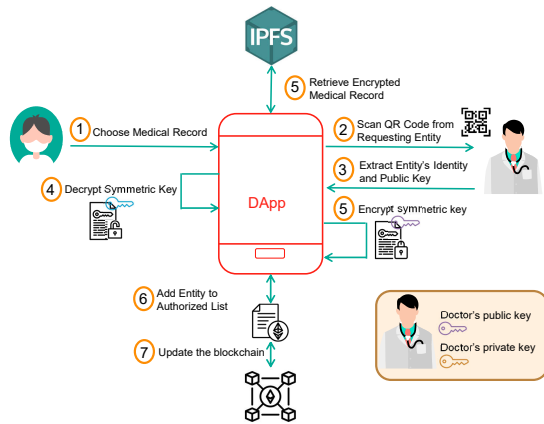 IPFS
5 Retrieve Encrypted
Medical Record
1 Choose Medical Record
2 Scan QR Code from
Requesting Entity
3 Extract Entity's Identity
and Public Key
4 Decrypt Symmetric Key
DApp
5 Encrypt symmetric key
6 Add Entity to
Authorized List
7 Update the blockchain
Doctor's public key
Doctor's private key